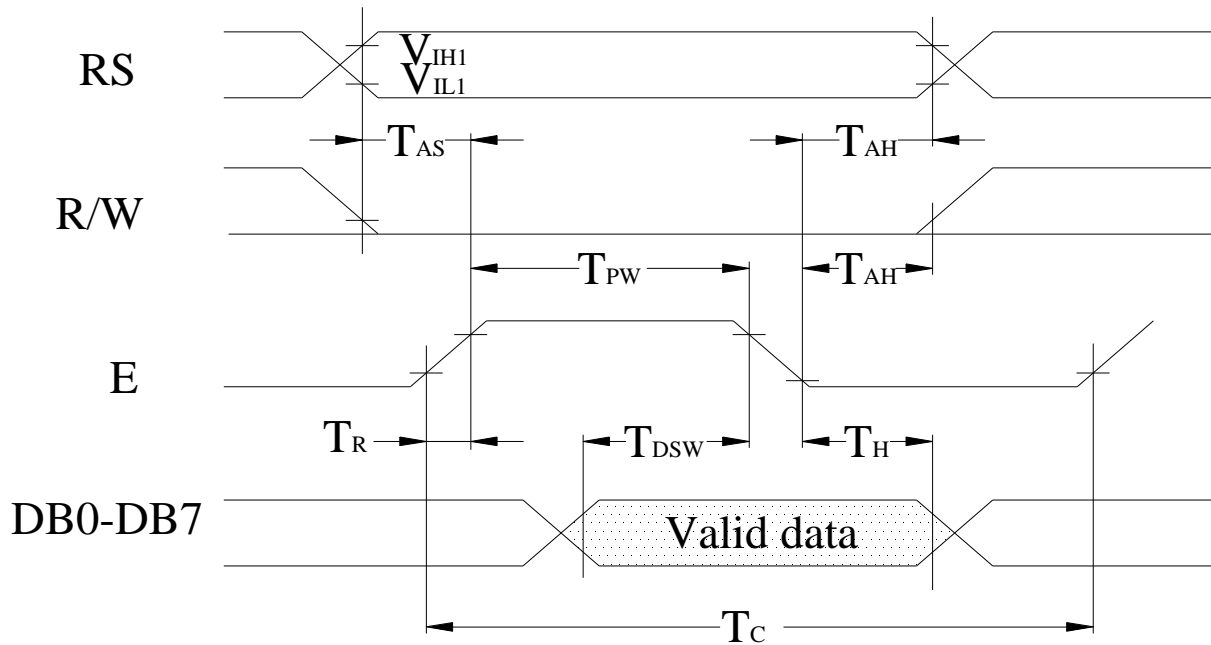 RS
VIH1
VIL1
TAS
TAH
R/W
TPW
TAH
E
TR
TDSW
TH
DB0-DB7
Valid data
TC